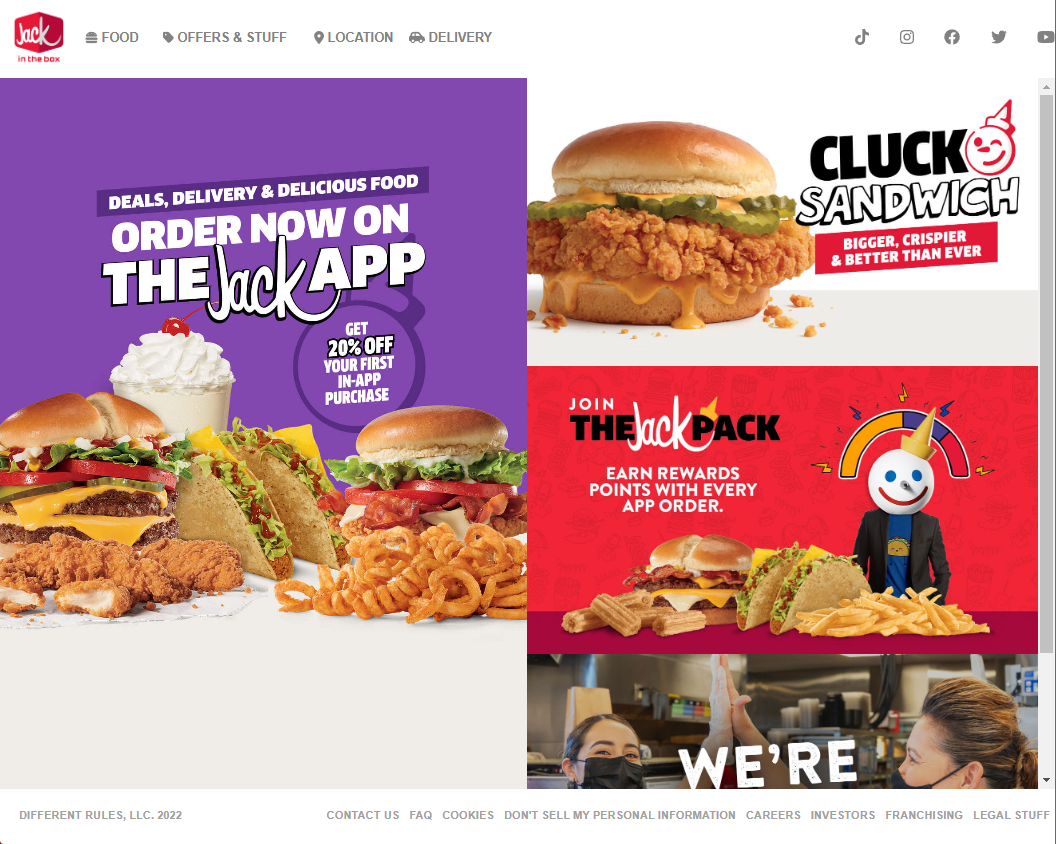 Jack
in the box
FOOD
OFFERS & STUFF
LOCATION
DELIVERY
DEALS, DELIVERY & DELICIOUS FOOD
ORDER NOW ON
THE Jack APP
GET
20% OFF
YOUR FIRST
IN-APP
PURCHASE
CLUCK
SANDWICH
BIGGER, CRISPIER
& BETTER THAN EVER
JOIN
THE Jack PACK
EARN REWARDS
POINTS WITH EVERY
APP ORDER.
WE'RE
DIFFERENT RULES, LLC. 2022
CONTACT US FAQ COOKIES DON'T SELL MY PERSONAL INFORMATION CAREERS INVESTORS FRANCHISING LEGAL STUFF